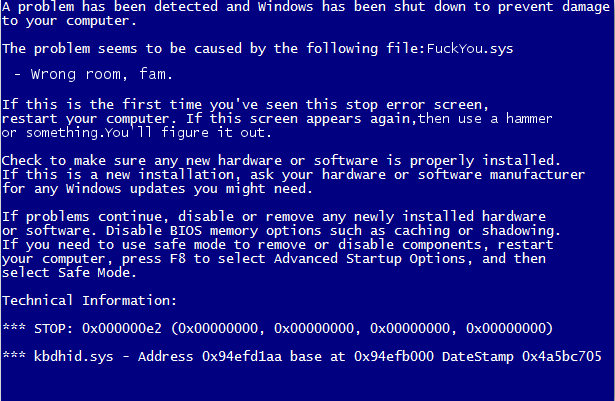 A problem has been detected and Windows has been shut down to prevent damage
to your computer.
The problem seems to be caused by the following file:FuckYou.sys
- Wrong room, fam.
If this is the first time you've seen this stop error screen,
restart your computer. If this screen appears again,then use a hammer
or something.You'll figure it out.
Check to make sure any new hardware or software is properly installed.
If this is a new installation, ask your hardware or software manufacturer
for any Windows updates you might need.
If problems continue, disable or remove any newly installed hardware
or software. Disable BIOS memory options such as caching or shadowing.
If you need to use safe mode to remove or disable components, restart
your computer, press F8 to select Advanced Startup Options, and then
select Safe Mode.
Technical Information:
*** STOP: 0x000000e2 (0x00000000, 0x00000000, 0x00000000, 0x00000000)
*** kbdhid.sys - Address 0x94efd1aa base at 0x94efb000 DateStamp 0x4a5bc705